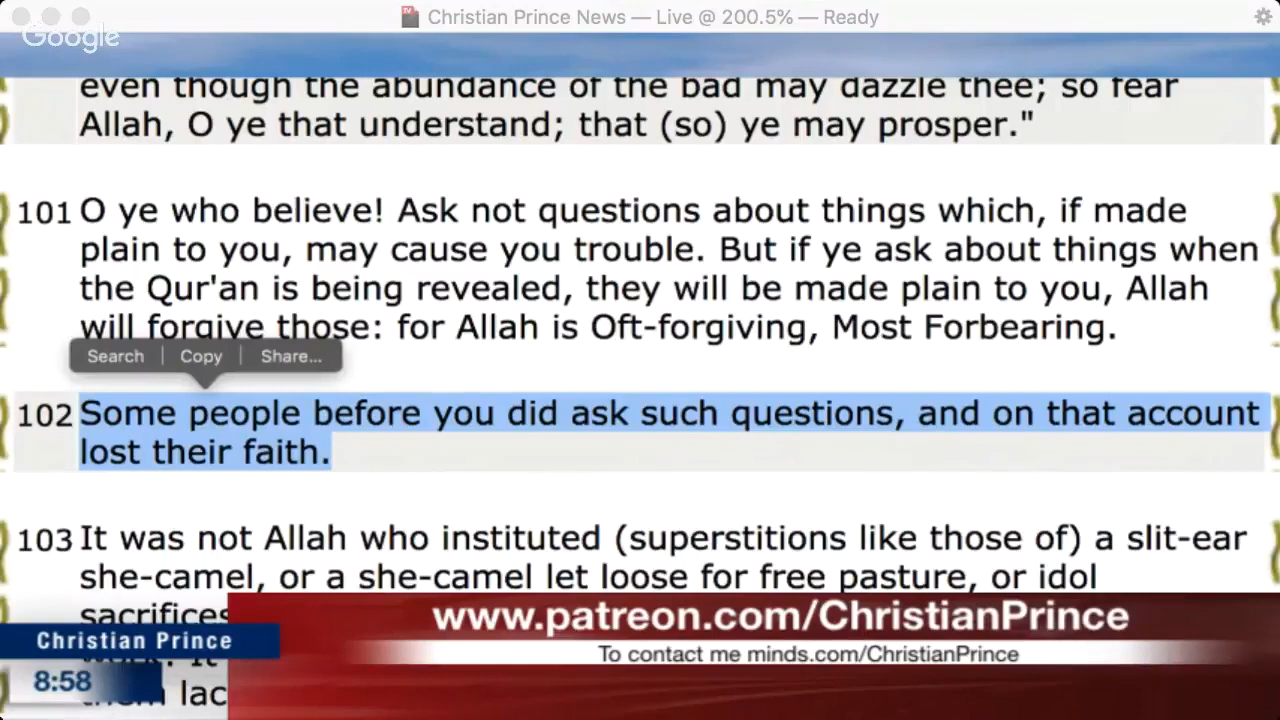 Christian Prince News — Live @ 200.5% — Ready
Google
even though the abundance of the bad may dazzle thee; so fear
Allah, O ye that understand; that (so) ye may prosper."
101 O ye who believe! Ask not questions about things which, if made
plain to you, may cause you trouble. But if ye ask about things when
the Qur'an is being revealed, they will be made plain to you, Allah
will forgive those: for Allah is Oft-forgiving, Most Forbearing.
Search Copy Share...
102 Some people before you did ask such questions, and on that account
lost their faith.
103 It was not Allah who instituted (superstitions like those of) a slit-ear
she-camel, or a she-camel let loose for free pasture, or idol
sacrifices
www.patreon.com/ChristianPrince
Christian Prince
To contact me minds.com/ChristianPrince
8:58
lac